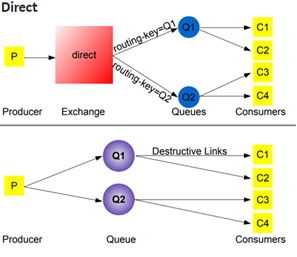 Direct
P
direct
routing-key=Q1
routing-key=Q2
Q1
Q2
C1
C2
C3
C4
Producer Exchange Queues Consumers
P
Q1
Q2
Destructive Links
C1
C2
C3
C4
Producer Queue Consumers